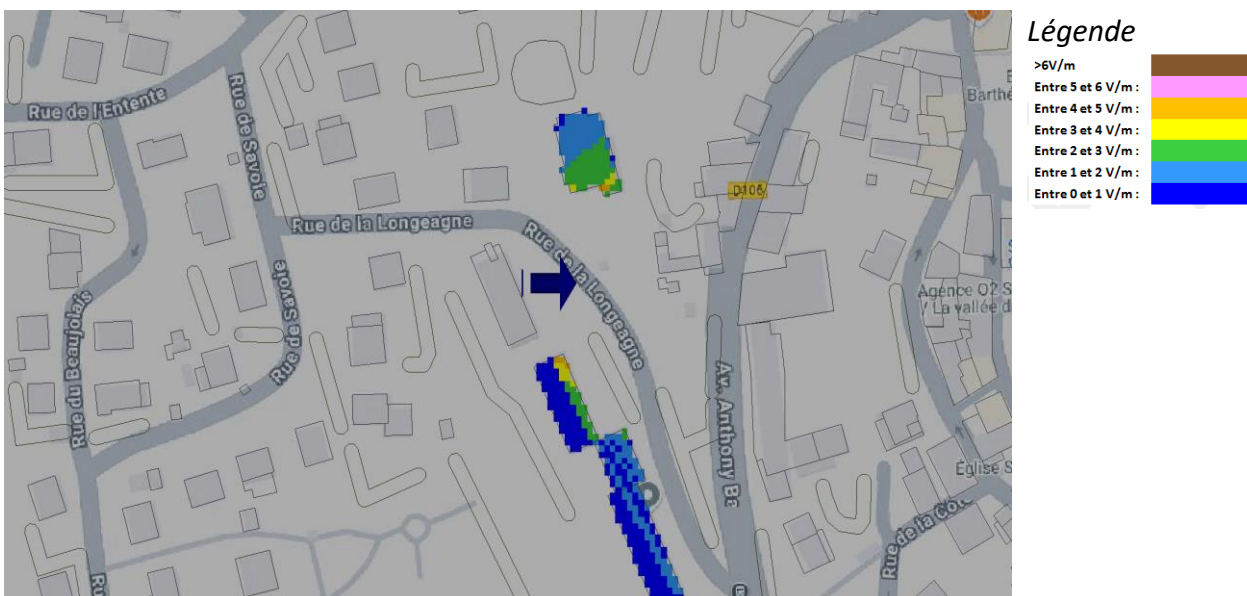 Légende
>6V/m
Entre 5 et 6 V/m :
Entre 4 et 5 V/m :
Entre 3 et 4 V/m :
Entre 2 et 3 V/m :
Entre 1 et 2 V/m :
Entre 0 et 1 V/m :
Barthé
Rue de l'Entente
Rue de Savoie
D106
Rue de la Longeagne
Rue de la Longeagne
Rue de Savoie
Rue du Beaujolais
Agence O2 S
/ La vallée d
Av. Anthony Ba
Église S
Rue de la Côt